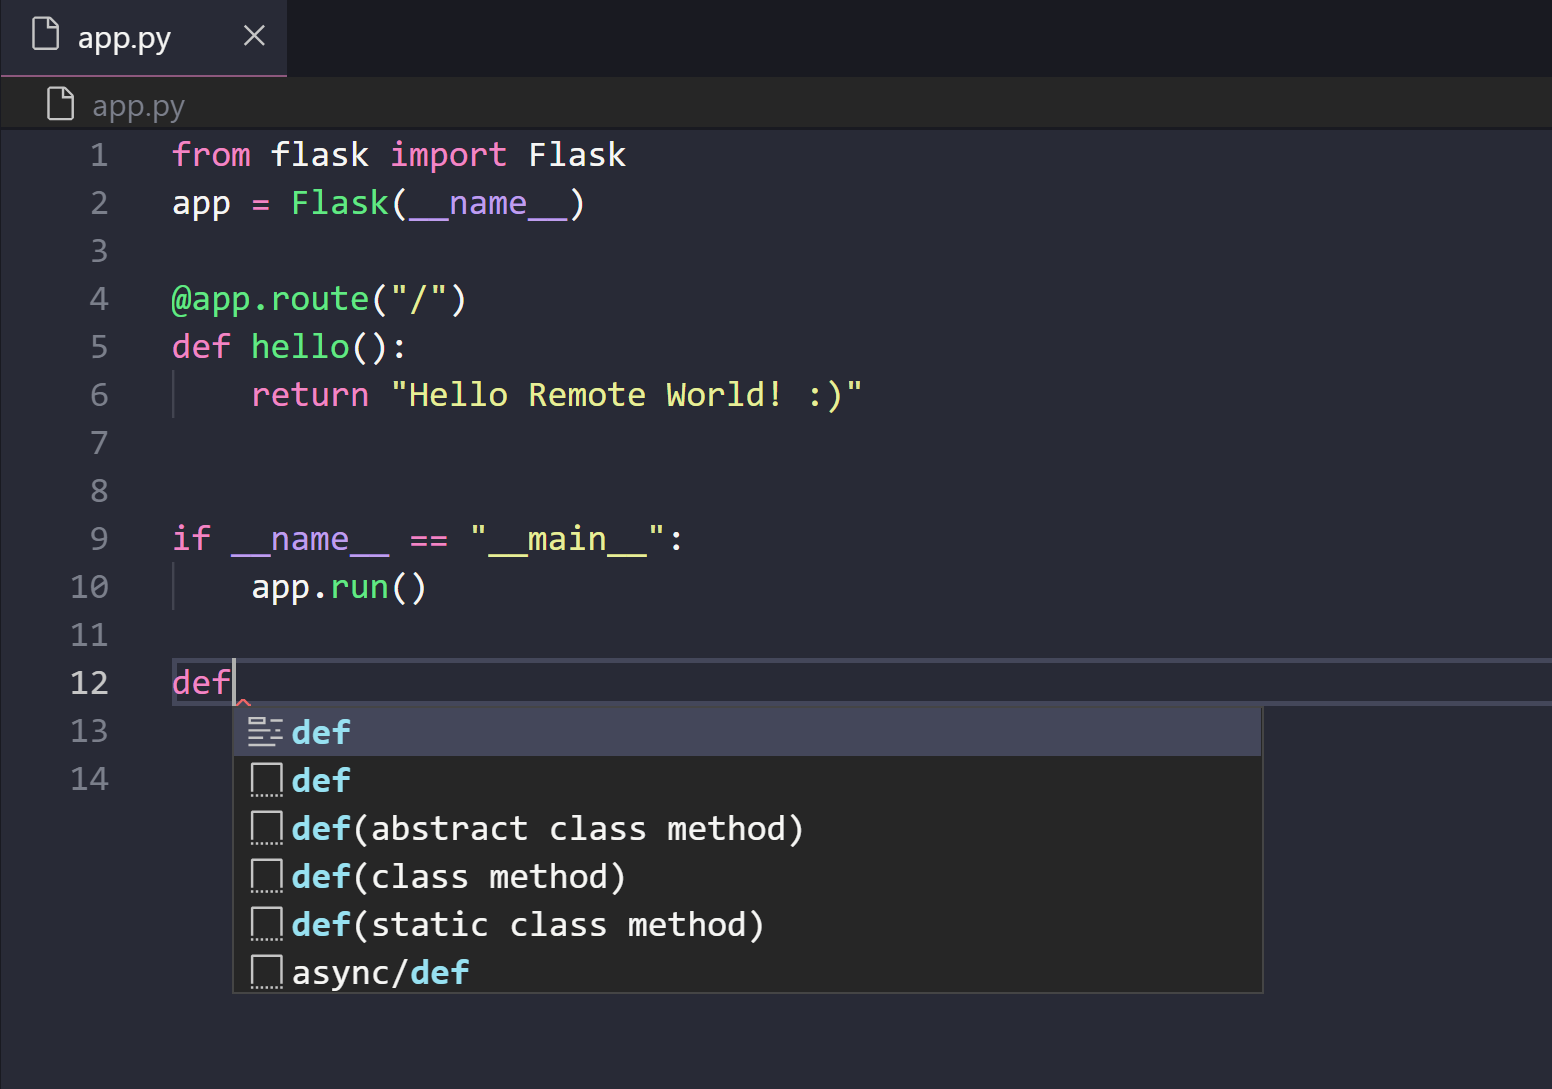 app.py
app.py
1 from flask import Flask
2 app = Flask(__name__)
3
4 @app.route("/")
5 def hello():
6     return "Hello Remote World! :)"
7
8
9 if __name__ == "__main__":
10     app.run()
11
12 def
13 def
14 def
def(abstract class method)
def(class method)
def(static class method)
async/def